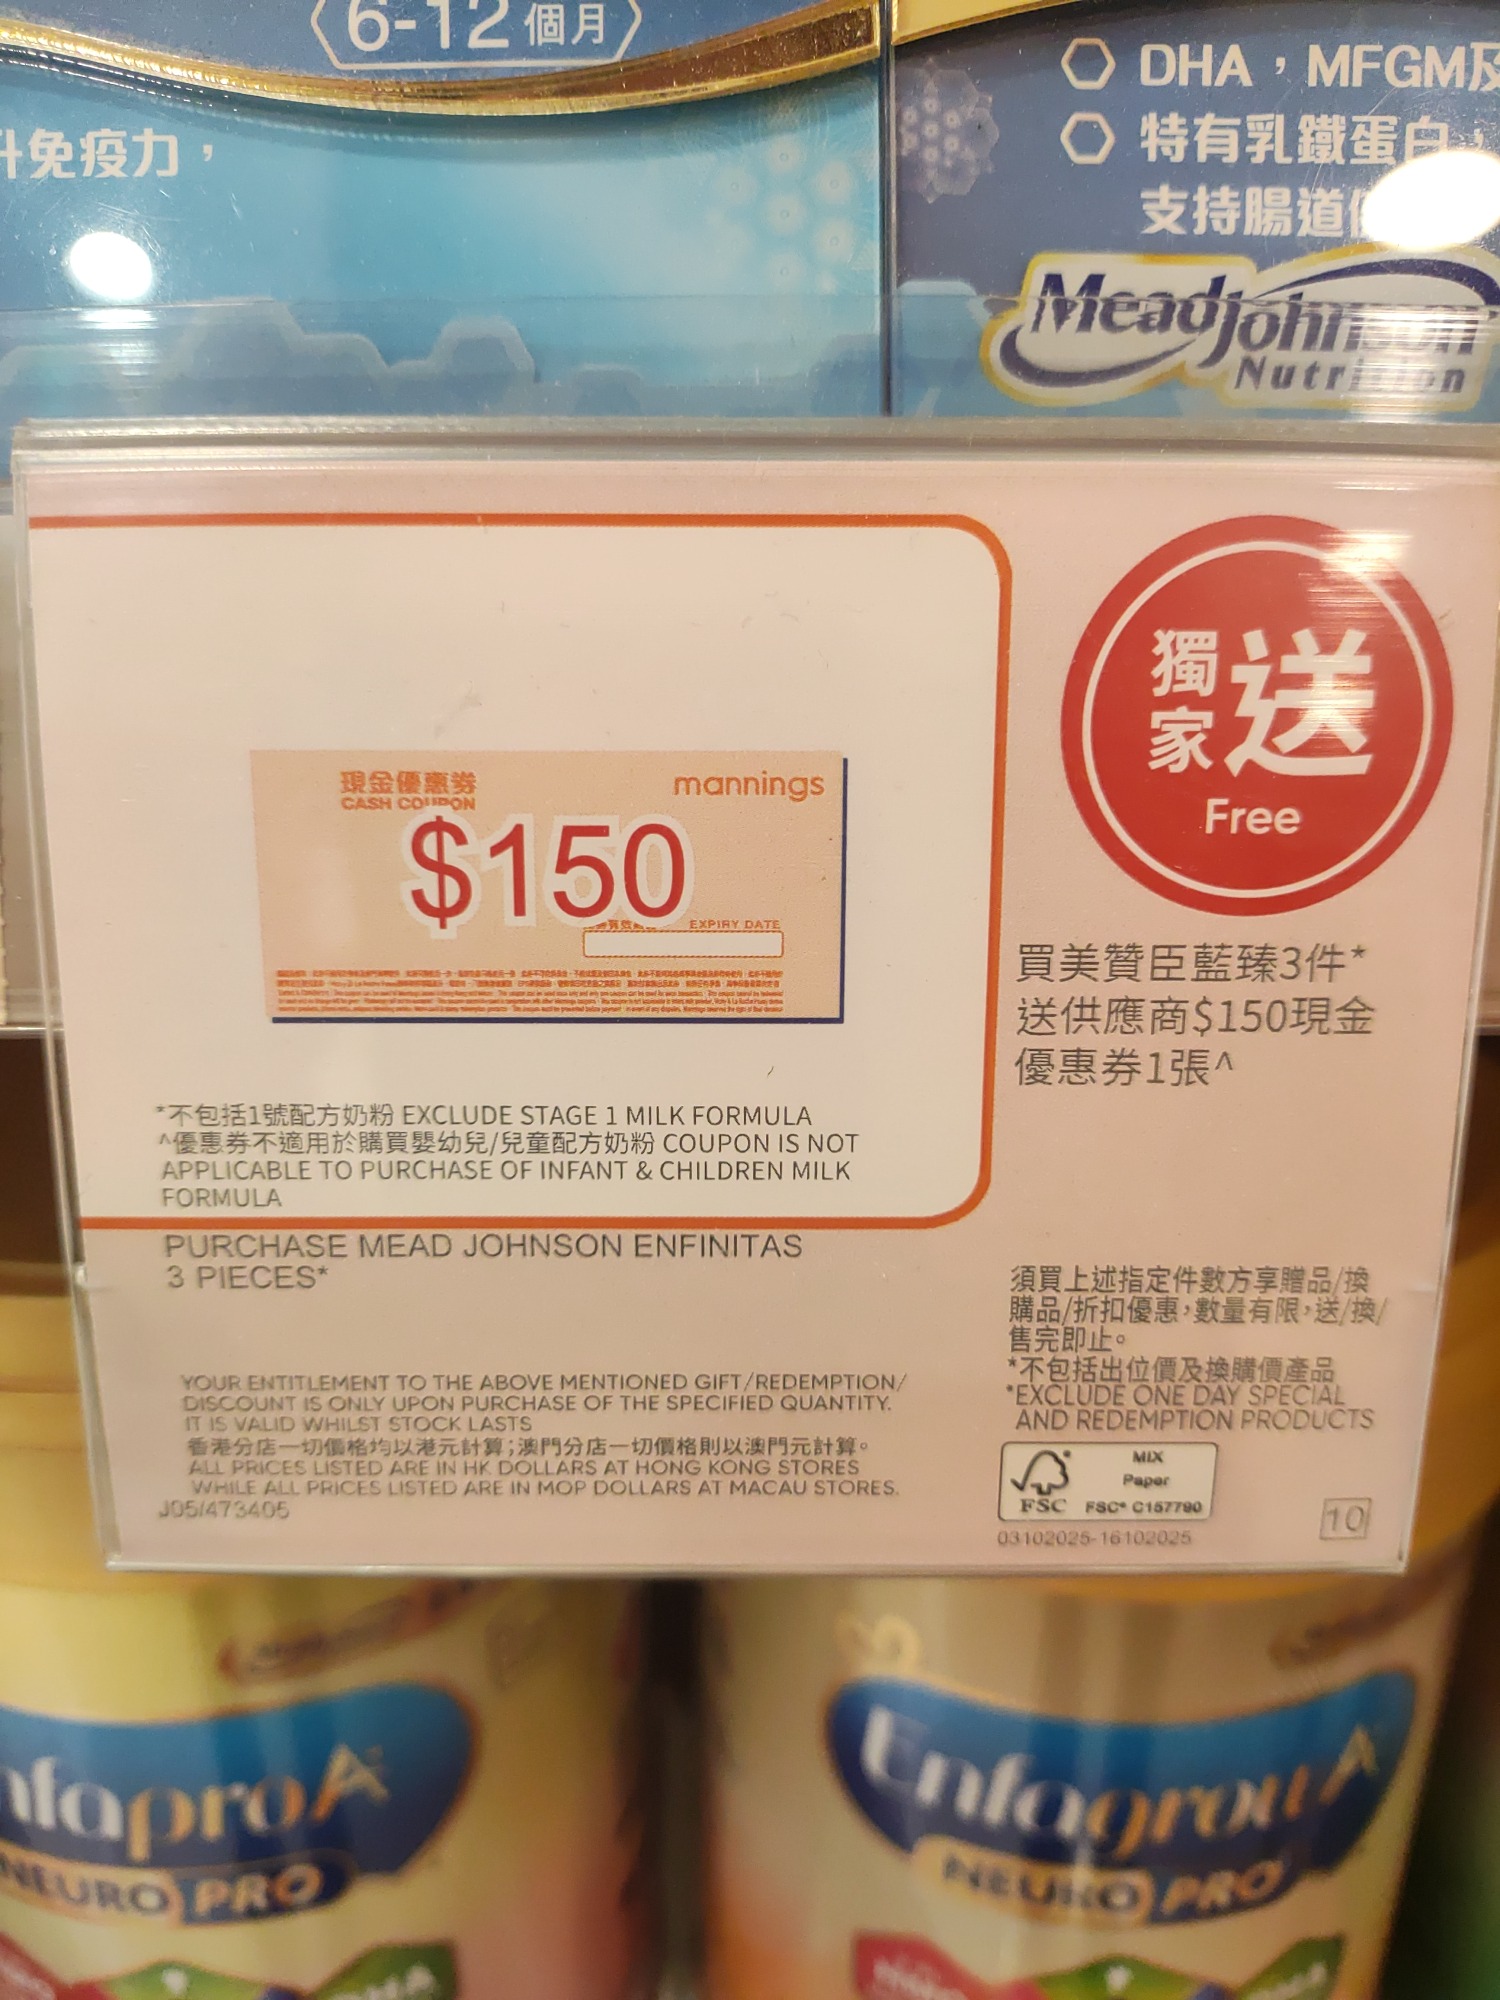 6-12個月
升免疫力，
DHA，MFGM及
特有乳鐵蛋白，
支持腸道
MeadJohnson
Nutrition
獨家送
Free
現金優惠券
CASH COUPON
mannings
$150
EXPIRY DATE
買美贊臣藍臻3件*
送供應商$150現金
優惠券1張^
*不包括1號配方奶粉 EXCLUDE STAGE 1 MILK FORMULA
^優惠券不適用於購買嬰幼兒/兒童配方奶粉 COUPON IS NOT
APPLICABLE TO PURCHASE OF INFANT & CHILDREN MILK
FORMULA
PURCHASE MEAD JOHNSON ENFINITAS
3 PIECES*
須買上述指定件數方享贈品/換
購品/折扣優惠，數量有限，送/換/
售完即止。
*不包括出位價及換購價產品
*EXCLUDE ONE DAY SPECIAL
AND REDEMPTION PRODUCTS
YOUR ENTITLEMENT TO THE ABOVE MENTIONED GIFT/REDEMPTION/
DISCOUNT IS ONLY UPON PURCHASE OF THE SPECIFIED QUANTITY.
IT IS VALID WHILST STOCK LASTS
香港分店一切價格均以港元計算；澳門分店一切價格則以澳門元計算。
ALL PRICES LISTED ARE IN HK DOLLARS AT HONG KONG STORES
WHILE ALL PRICES LISTED ARE IN MOP DOLLARS AT MACAU STORES.
J05/473405
FSC
MIX
Paper
FSC® C157790
03102025-16102025
10
nfapro A+
NEURO PRO
Enfagrow A+
NEURO PRO